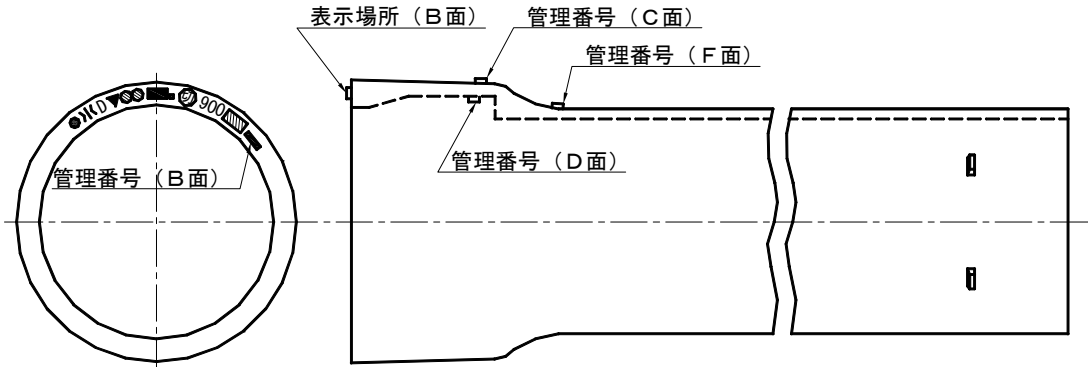 表示場所（Ｂ面）
管理番号（Ｃ面）
管理番号（Ｆ面）
D
900
管理番号（Ｄ面）
管理番号（Ｂ面）